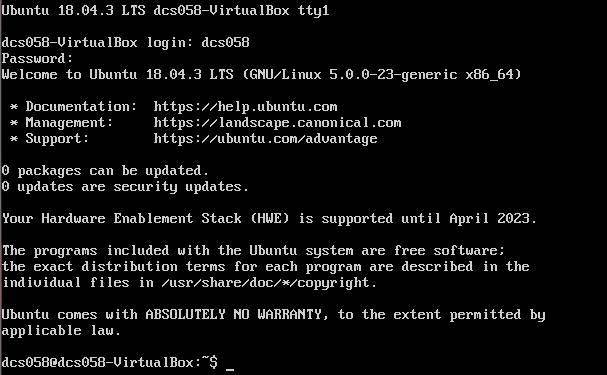 Ubuntu 18.04.3 LTS dcs058-VirtualBox tty1
dcs058-VirtualBox login: dcs058
Password:
Welcome to Ubuntu 18.04.3 LTS (GNU/Linux 5.0.0-23-generic x86_64)
* Documentation:  https://help.ubuntu.com
* Management:     https://landscape.canonical.com
* Support:        https://ubuntu.com/advantage
0 packages can be updated.
0 updates are security updates.
Your Hardware Enablement Stack (HWE) is supported until April 2023.
The programs included with the Ubuntu system are free software;
the exact distribution terms for each program are described in the
individual files in /usr/share/doc/*/copyright.
Ubuntu comes with ABSOLUTELY NO WARRANTY, to the extent permitted by
applicable law.
dcs058@dcs058-VirtualBox:~$ _